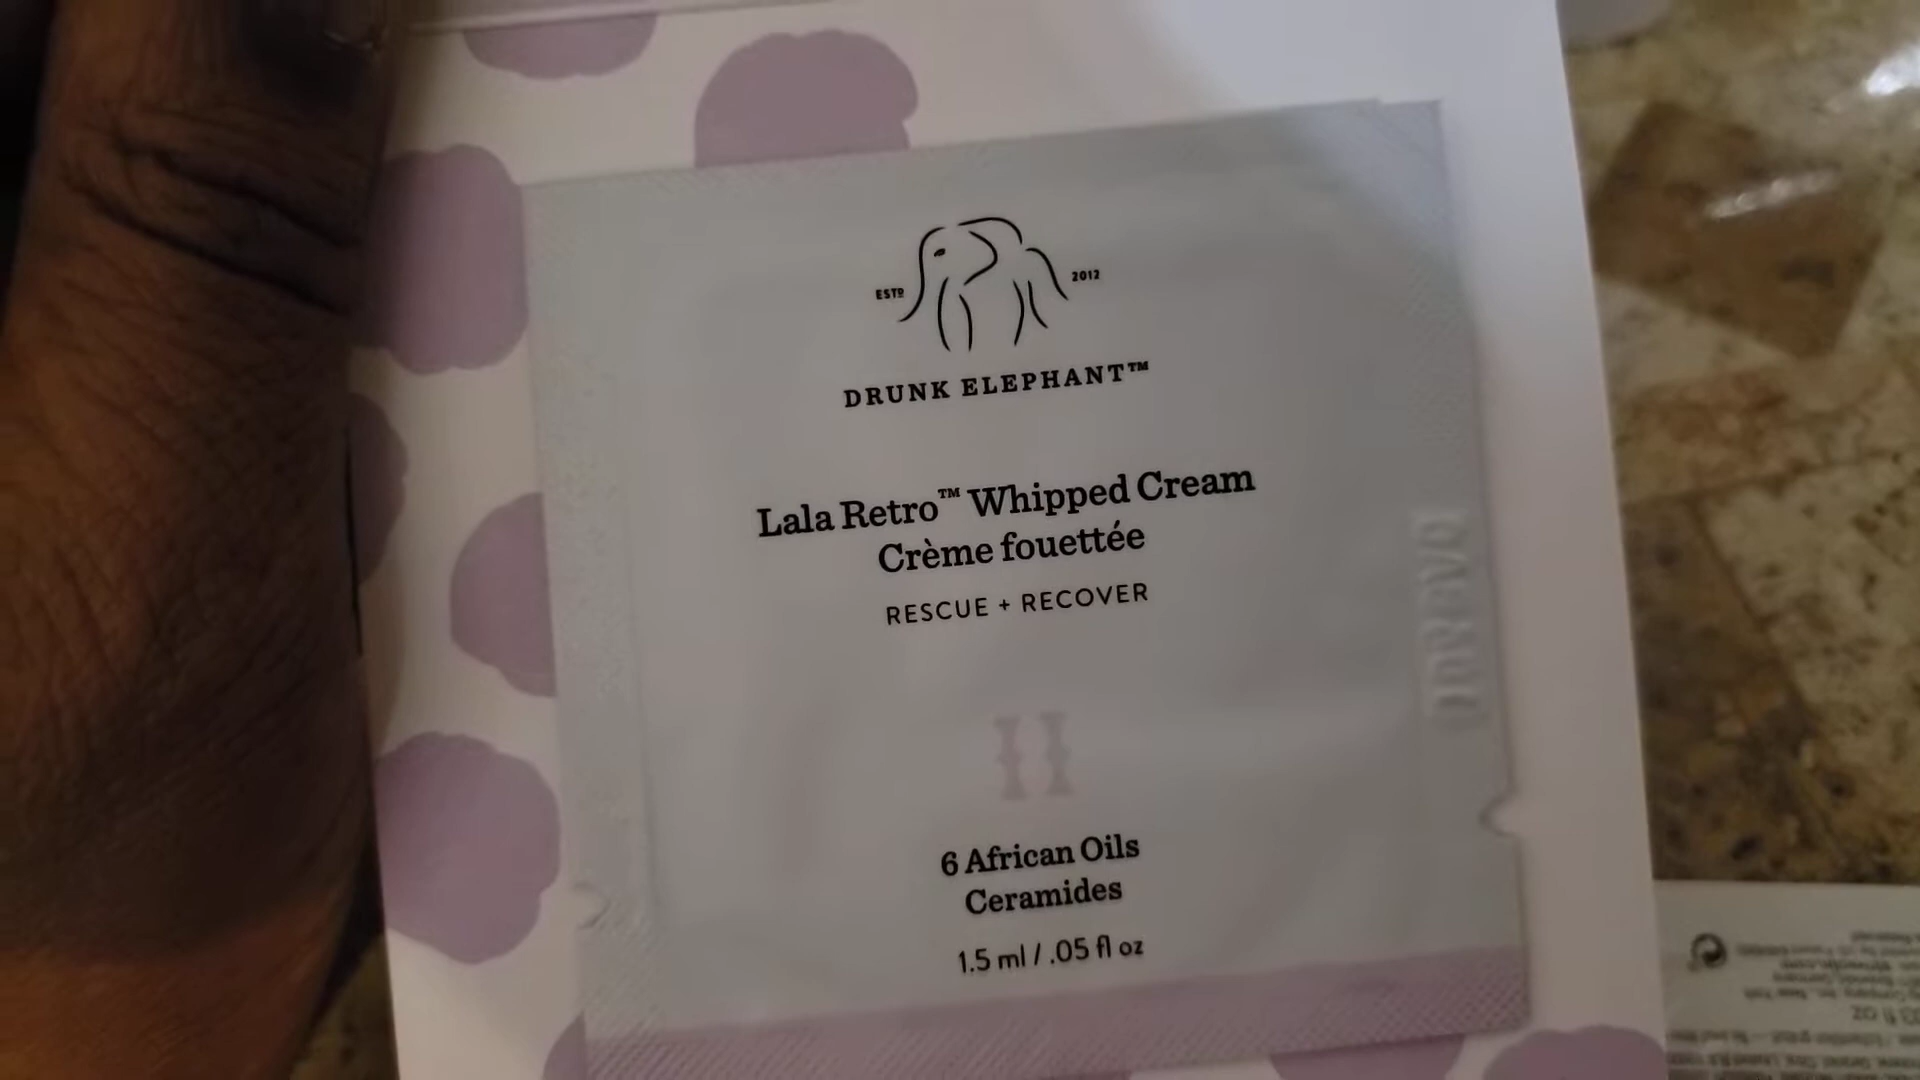 ESTD
2012
DRUNK ELEPHANT™
Lala Retro™ Whipped Cream
Crème fouettée
RESCUE + RECOVER
6 African Oils
Ceramides
1.5 ml / .05 fl oz